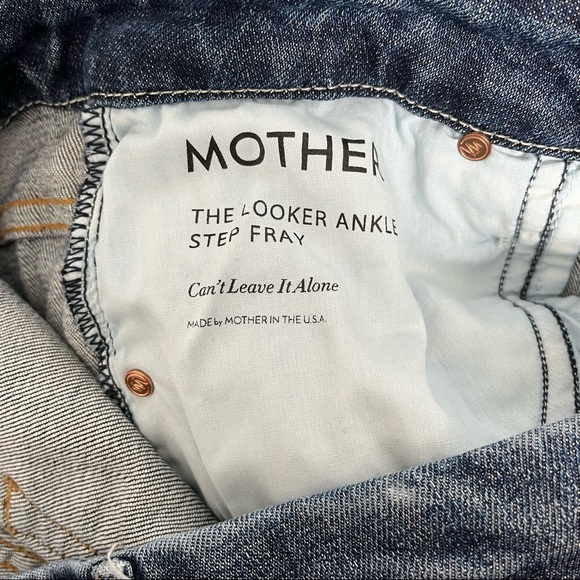 MOTHER
THE LOOKER ANKLE
STEP FRAY
Can't Leave It Alone
MADE by MOTHER IN THE U.S.A.